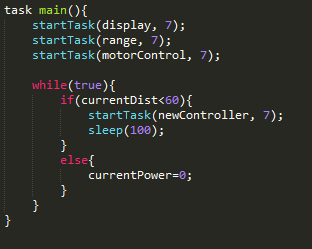 task main(){
startTask(display, 7);
startTask(range, 7);
startTask(motorControl, 7);
while(true){
if(currentDist<60){
startTask(newController, 7);
sleep(100);
}
else{
currentPower=0;
}
}
}